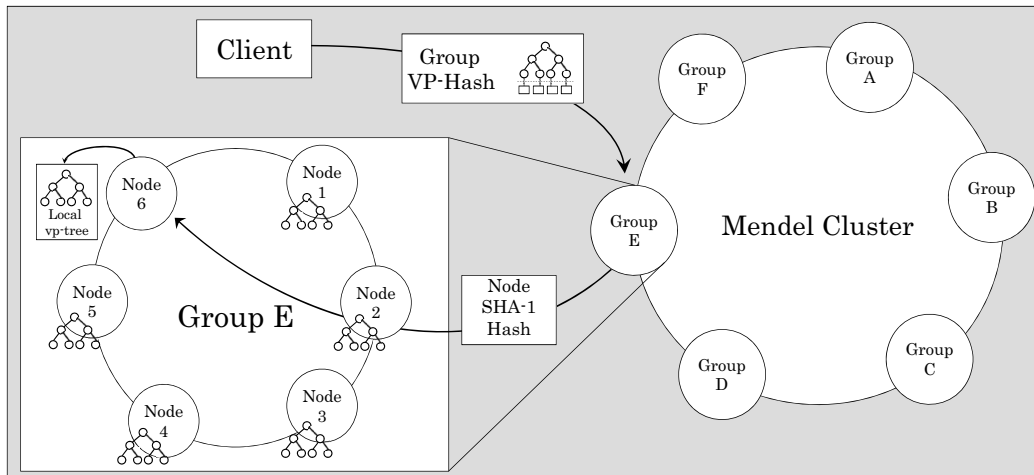 Client
Group
VP-Hash
Group
F
Group
A
Group
B
Group
E
Mendel Cluster
Group
D
Group
C
Node
SHA-1
Hash
Node
6
Local
vp-tree
Node
1
Node
5
Group E
Node
2
Node
4
Node
3